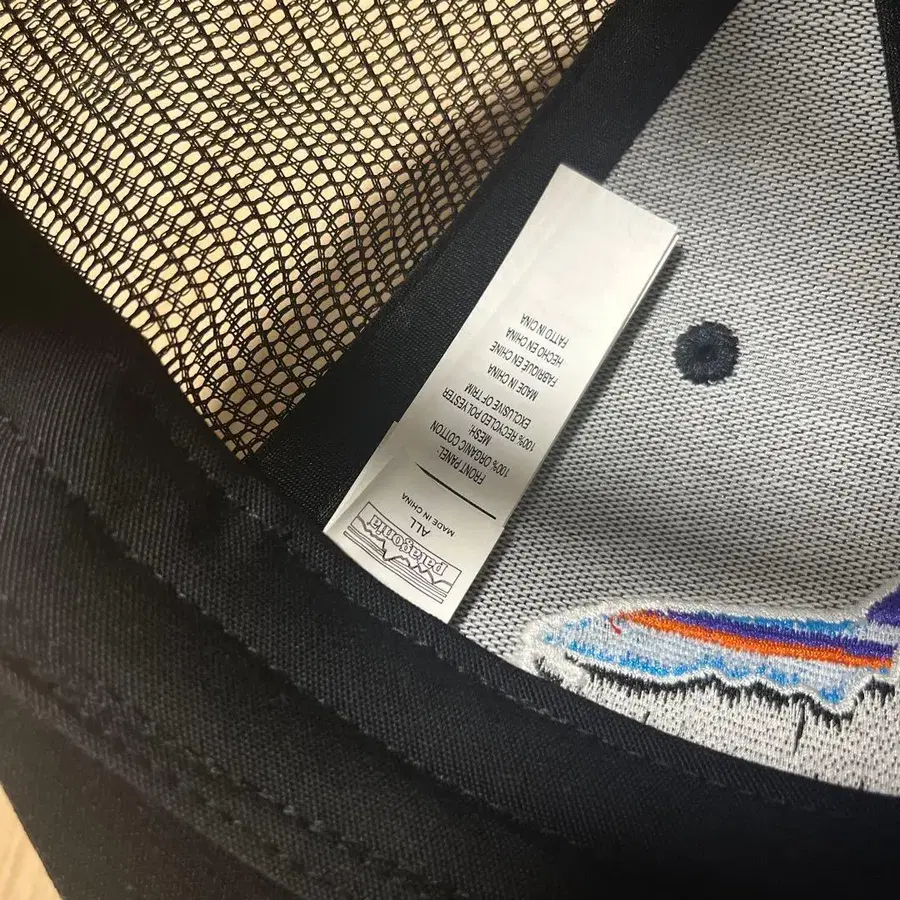 patagonia
ALL
MADE IN CHINA
FRONT PANEL:
100% ORGANIC COTTON
MESH:
100% RECYCLED POLYESTER
EXCLUSIVE OF TRIM
MADE IN CHINA
FABRIQUE EN CHINE
HECHO EN CHINA
FATTO IN CINA